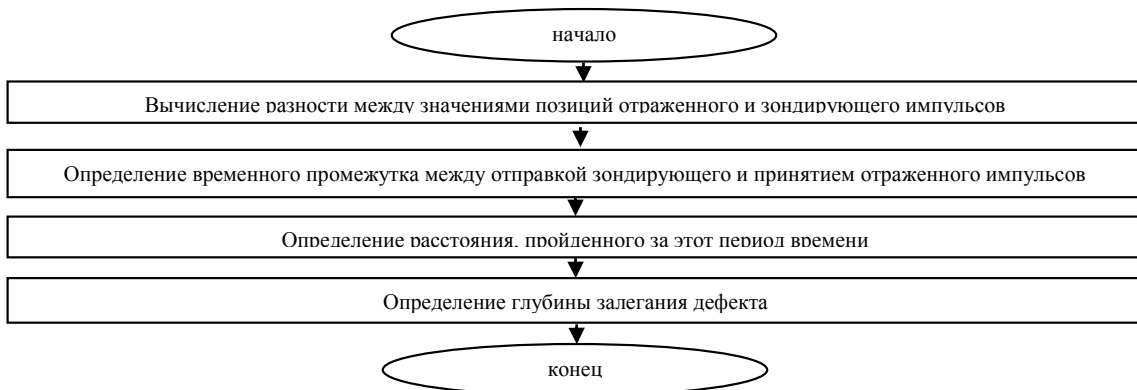 начало
Вычисление разности между значениями позиций отраженного и зондирующего импульсов
Определение временного промежутка между отправкой зондирующего и принятием отраженного импульсов
Определение расстояния, пройденного за этот период времени
Определение глубины залегания дефекта
конец